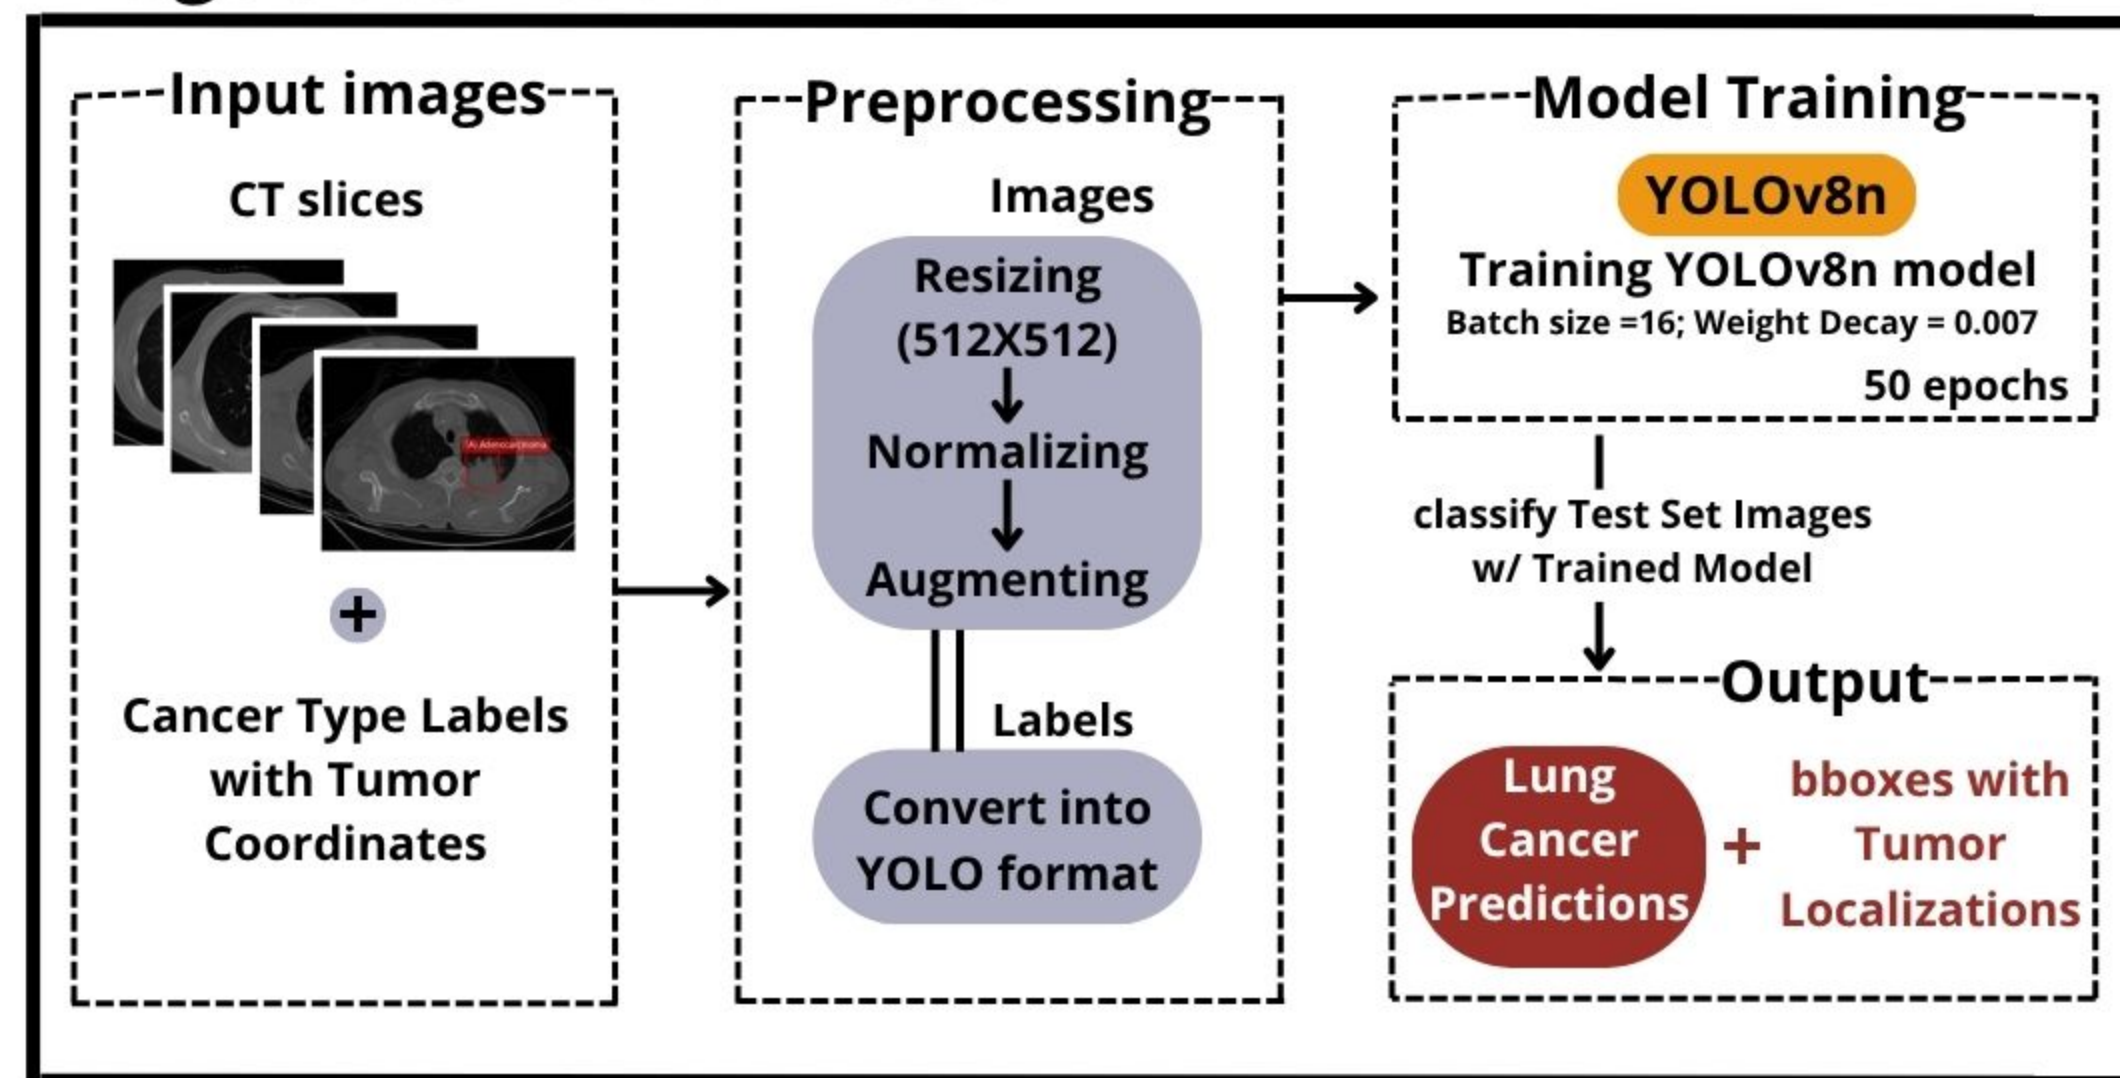 Input images
CT slices
(A) Adenocarcinoma
+
Cancer Type Labels
with Tumor
Coordinates
Preprocessing
Images
Resizing
(512X512)
Normalizing
Augmenting
Labels
Convert into
YOLO format
Model Training
YOLOv8n
Training YOLOv8n model
Batch size =16; Weight Decay = 0.007
50 epochs
classify Test Set Images
w/ Trained Model
Output
Lung
Cancer
Predictions
+
bboxes with
Tumor
Localizations